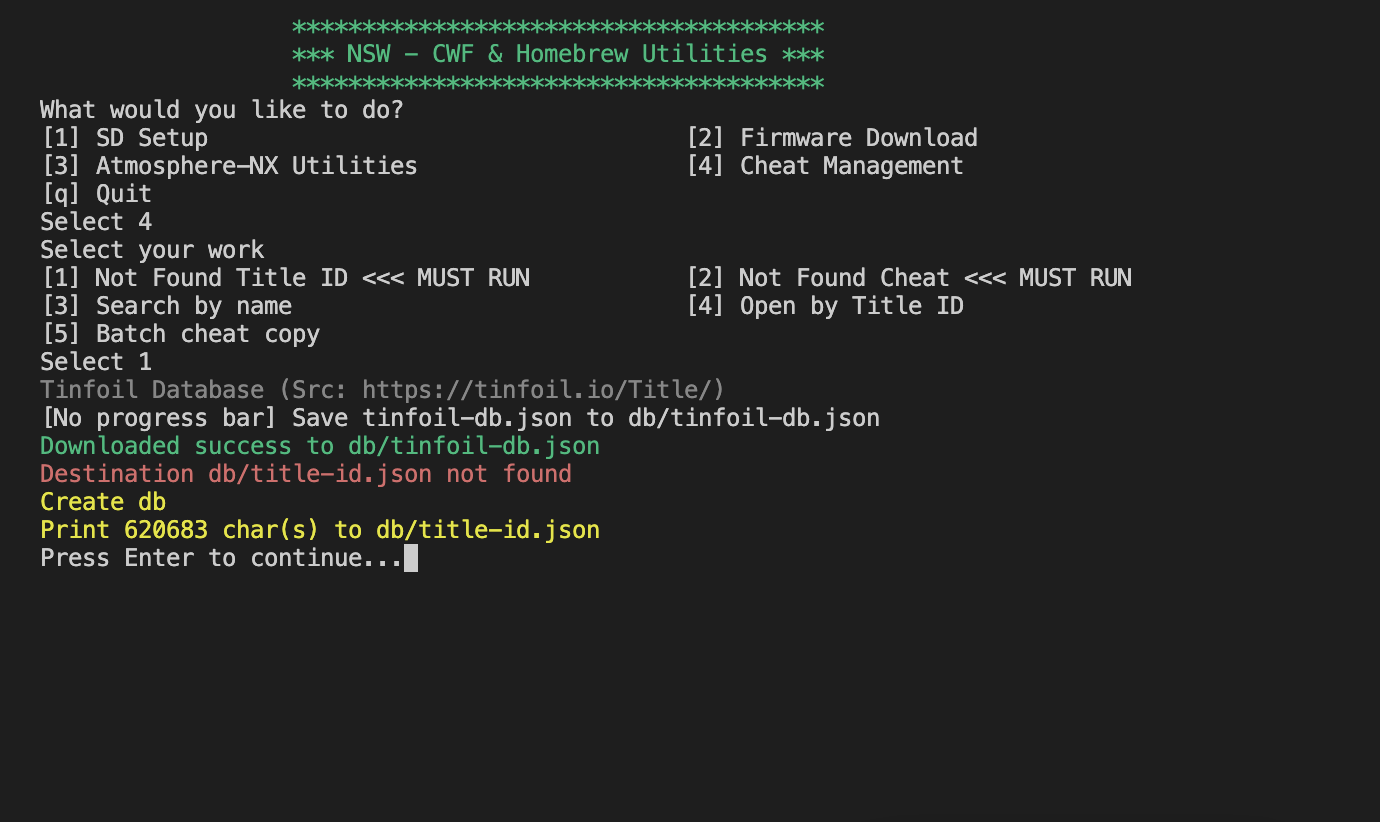 **************************************
*** NSW - CWF & Homebrew Utilities ***
**************************************
What would you like to do?
[1] SD Setup [2] Firmware Download
[3] Atmosphere-NX Utilities [4] Cheat Management
[q] Quit
Select 4
Select your work
[1] Not Found Title ID <<< MUST RUN [2] Not Found Cheat <<< MUST RUN
[3] Search by name [4] Open by Title ID
[5] Batch cheat copy
Select 1
Tinfoil Database (Src: https://tinfoil.io/Title/)
[No progress bar] Save tinfoil-db.json to db/tinfoil-db.json
Downloaded success to db/tinfoil-db.json
Destination db/title-id.json not found
Create db
Print 620683 char(s) to db/title-id.json
Press Enter to continue...